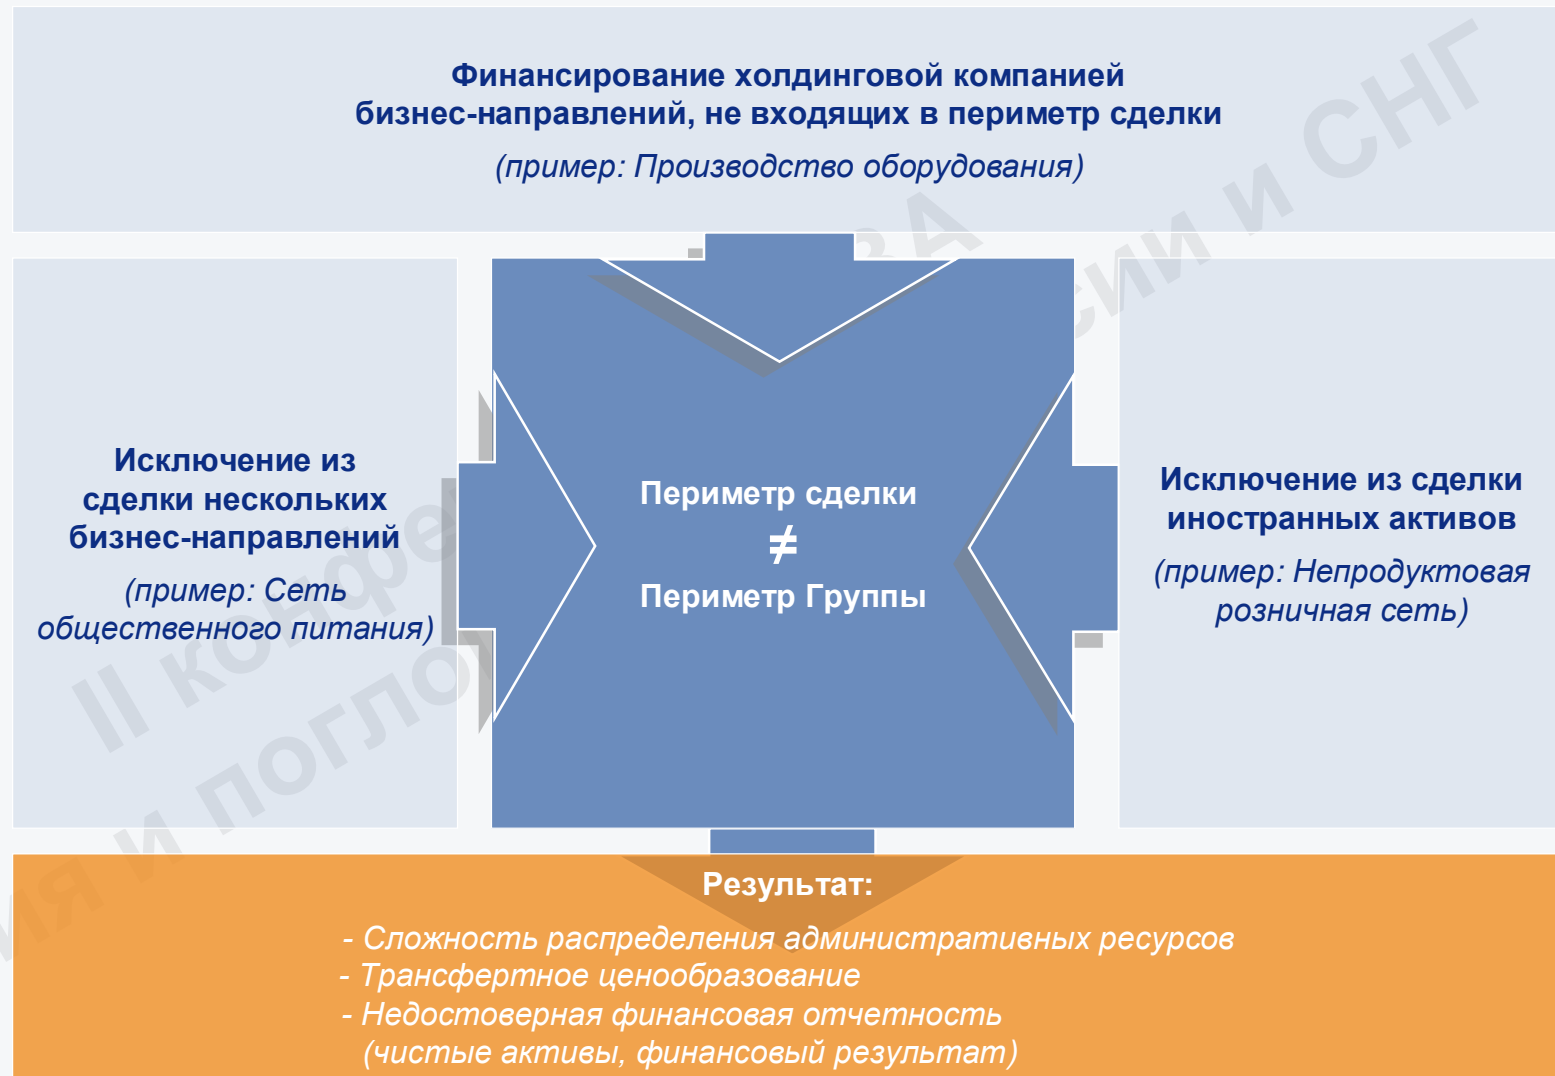 Финансирование холдинговой компанией
бизнес-направлений, не входящих в периметр сделки
(пример: Производство оборудования)
Исключение из
сделки нескольких
бизнес-направлений
(пример: Сеть
общественного питания)
Периметр сделки
≠
Периметр Группы
Исключение из сделки
иностранных активов
(пример: Непродуктовая
розничная сеть)
Результат:
- Сложность распределения административных ресурсов
- Трансфертное ценообразование
- Недостоверная финансовая отчетность
(чистые активы, финансовый результат)
II
и СНГ
и